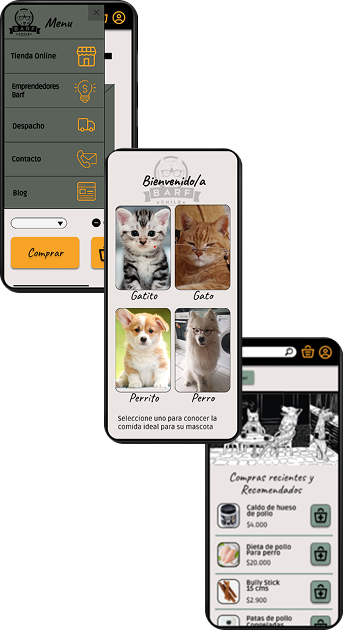 BARF
CHILE
Menu
Tienda Online
Emprendedores
Barf
Despacho
Contacto
Blog
Comprar
Bienvenido/a
BARF
CHILE
Gatito
Gato
Perrito
Perro
Seleccione uno para conocer la
comida ideal para su mascota
Compras recientes y
Recomendados
Caldo de hueso
de pollo
$4.000
Dieta de pollo
Para perro
$20.000
Bully Stick
15 cms
$2.900
Patas de pollo
Congeladas